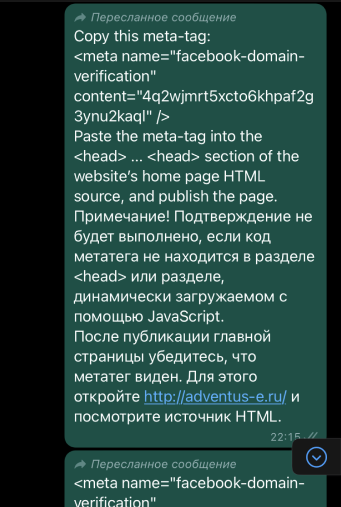 Пересланное сообщение
Copy this meta-tag:
<meta name="facebook-domain-
verification"
content="4q2wjmrt5xcto6khpaf2g
3ynu2kaql" />
Paste the meta-tag into the
<head> ... <head> section of the
website's home page HTML
source, and publish the page.
Примечание! Подтверждение не
будет выполнено, если код
метатега не находится в разделе
<head> или разделе,
динамически загружаемом с
помощью JavaScript.
После публикации главной
страницы убедитесь, что
метатег виден. Для этого
откройте http://adventus-e.ru/ и
посмотрите источник HTML.
22:15
Пересланное сообщение
<meta name="facebook-domain-
verification"